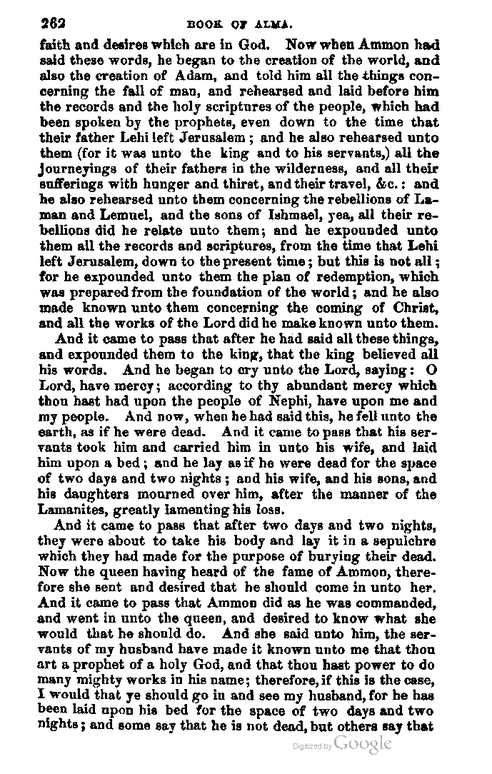 262 BOOK OF ALMA.
faith and desires which are in God. Now when Ammon had
said these words, he began to the creation of the world, and
also the creation of Adam, and told him all the things con-
cerning the fall of man, and rehearsed and laid before him
the records and the holy scriptures of the people, which had
been spoken by the prophets, even down to the time that
their father Lehi left Jerusalem; and he also rehearsed unto
them (for it was unto the king and to his servants,) all the
journeyings of their fathers in the wilderness, and all their
sufferings with hunger and thirst, and their travel, &c.: and
he also rehearsed unto them concerning the rebellions of La-
man and Lemuel, and the sons of Ishmael, yea, all their re-
bellions did he relate unto them; and he expounded unto
them all the records and scriptures, from the time that Lehi
left Jerusalem, down to the present time; but this is not all;
for he expounded unto them the plan of redemption, which
was prepared from the foundation of the world; and he also
made known unto them concerning the coming of Christ,
and all the works of the Lord did he make known unto them.
And it came to pass that after he had said all these things,
and expounded them to the king, that the king believed all
his words. And he began to cry unto the Lord, saying: O
Lord, have mercy; according to thy abundant mercy which
thou hast had upon the people of Nephi, have upon me and
my people. And now, when he had said this, he fell unto the
earth, as if he were dead. And it came to pass that his ser-
vants took him and carried him in unto his wife, and laid
him upon a bed; and he lay as if he were dead for the space
of two days and two nights; and his wife, and his sons, and
his daughters mourned over him, after the manner of the
Lamanites, greatly lamenting his loss.
And it came to pass that after two days and two nights,
they were about to take his body and lay it in a sepulchre
which they had made for the purpose of burying their dead.
Now the queen having heard of the fame of Ammon, there-
fore she sent and desired that he should come in unto her.
And it came to pass that Ammon did as he was commanded,
and went in unto the queen, and desired to know what she
would that he should do. And she said unto him, the ser-
vants of my husband have made it known unto me that thou
art a prophet of a holy God, and that thou hast power to do
many mighty works in his name; therefore, if this is the case,
I would that ye should go in and see my husband, for he has
been laid upon his bed for the space of two days and two
nights; and some say that he is not dead, but others say that
Digitized by Google